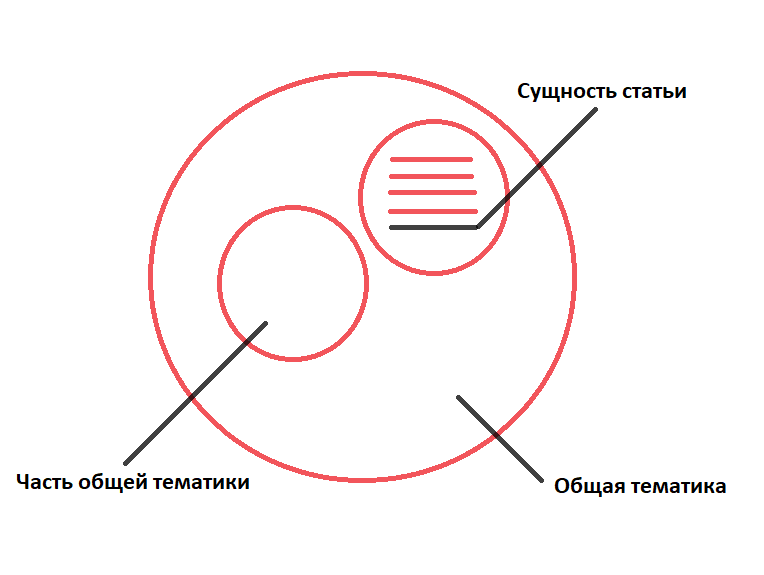 Сущность статьи
Часть общей тематики
Общая тематика